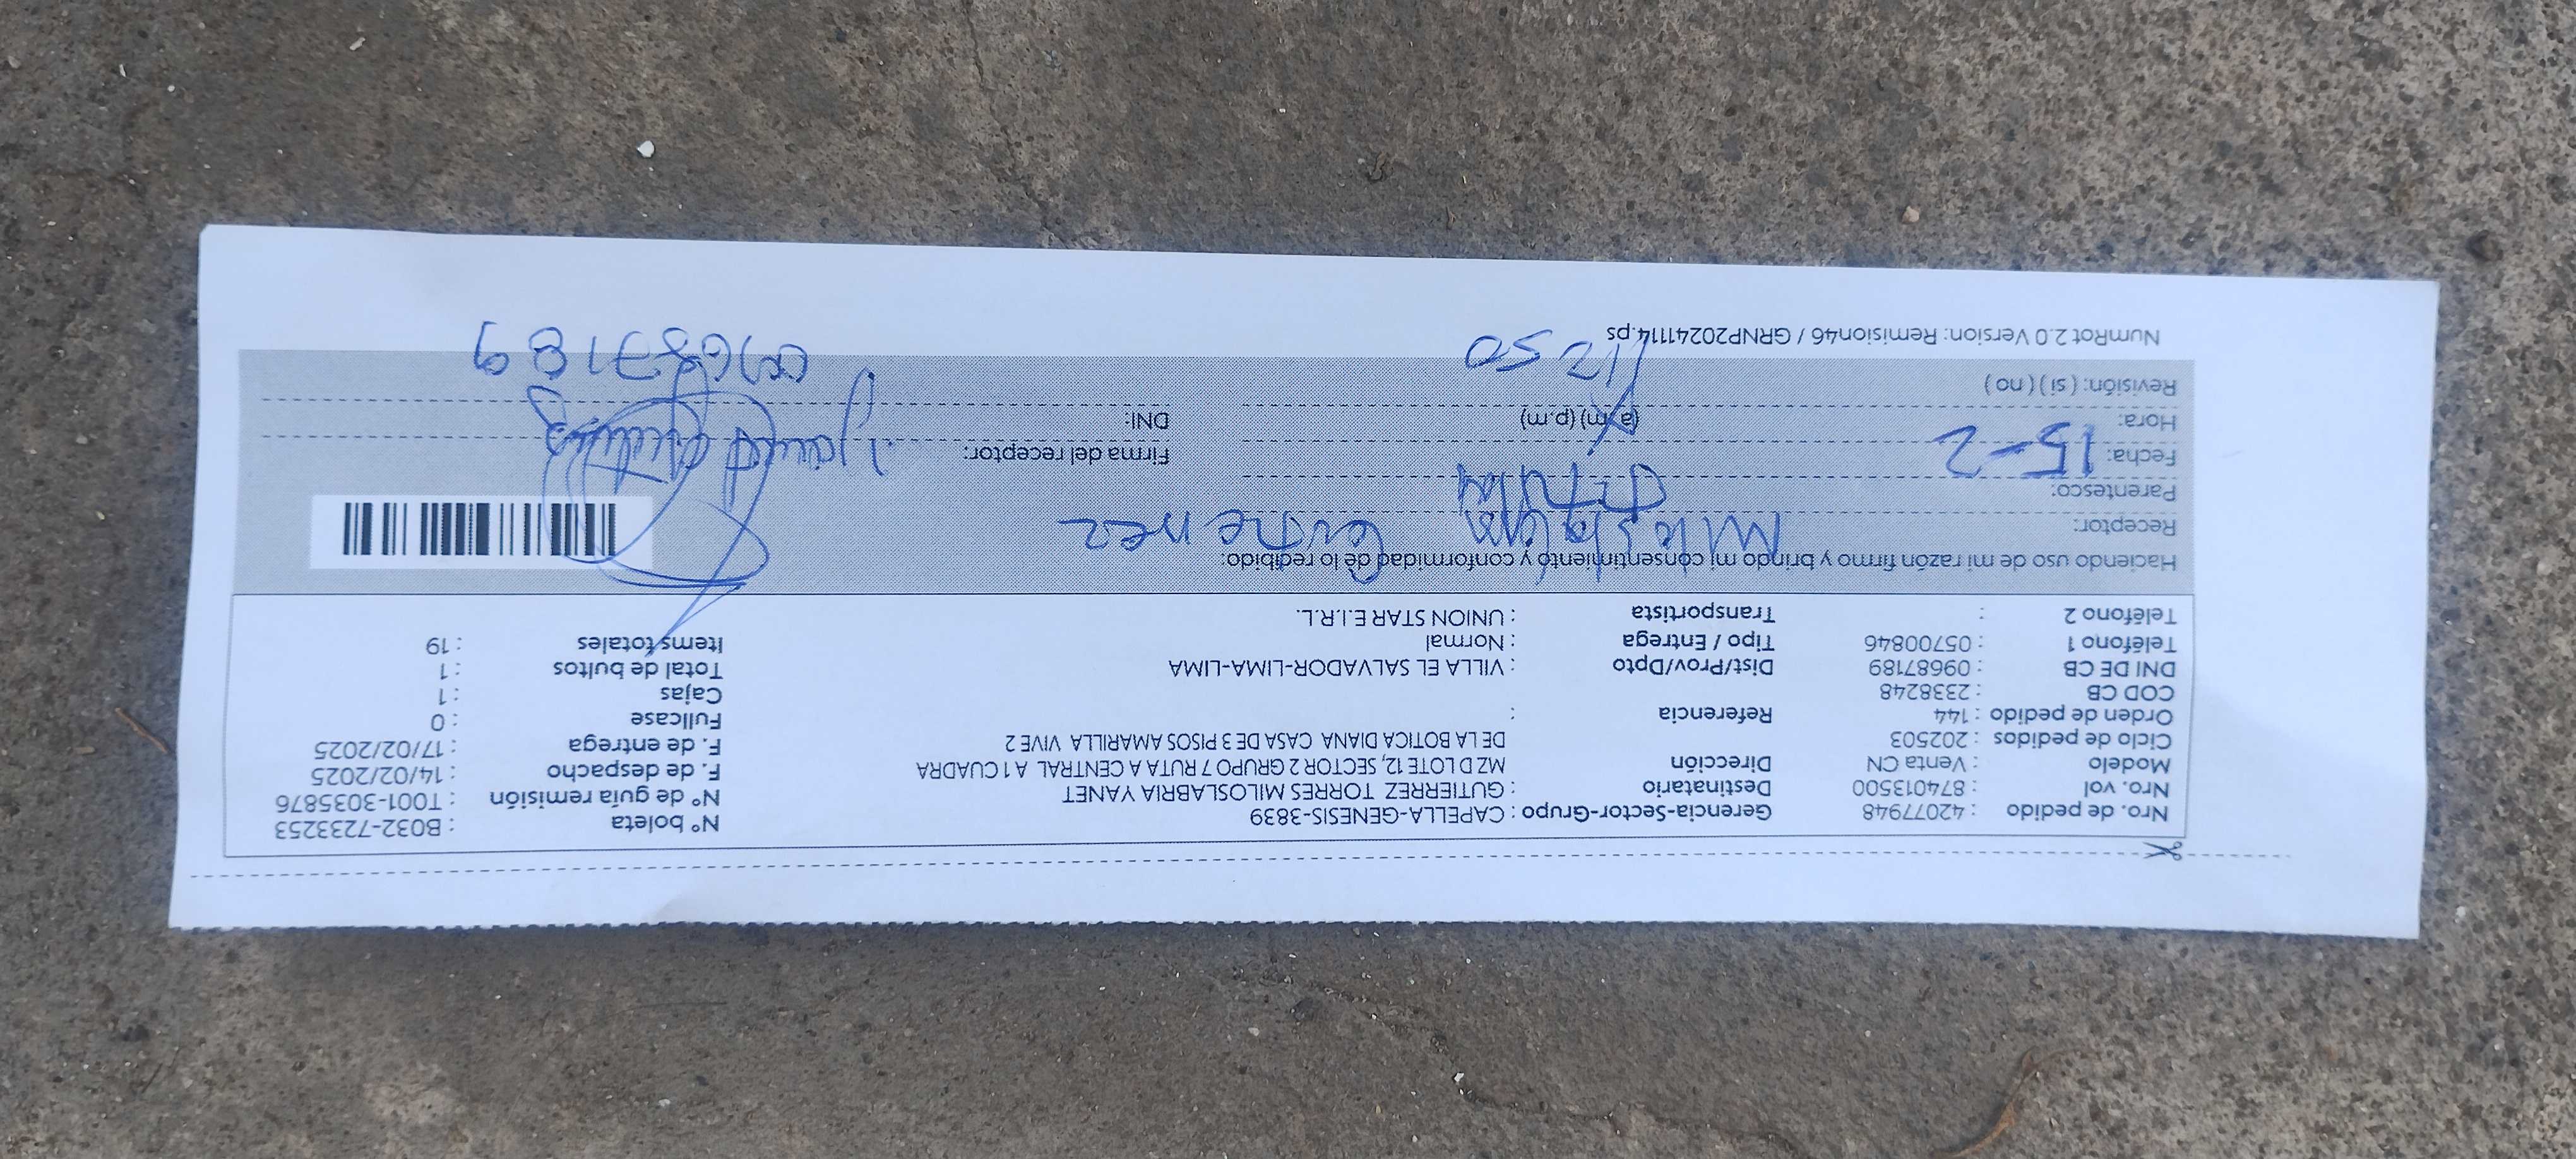 Nro. de pedido : 42077948 Gerencia-Sector-Grupo : CAPELLA-GENESIS-3839 N° boleta : B032-7233253
Nro. vol : 874013500 Destinatario : GUTIERREZ TORRES MILOSLABRIA YANET N° de guía remisión : T001-3035876
Modelo : Venta CN Dirección MZ D LOTE 12, SECTOR 2 GRUPO 7 RUTA A CENTRAL A 1 CUADRA F. de despacho : 14/02/2025
Ciclo de pedidos : 202503 DE LA BOTICA DIANA CASA DE 3 PISOS AMARILLA VIVE 2 F. de entrega : 17/02/2025
Orden de pedido : 144 Referencia : Fullcase : 0
COD CB : 2338248 Cajas : 1
DNI DE CB : 09687189 Dist/Prov/Dpto : VILLA EL SALVADOR-LIMA-LIMA Total de bultos : 1
Teléfono 1 : 05700846 Tipo / Entrega : Normal Items totales : 19
Teléfono 2 : Transportista : UNION STAR E.I.R.L.
Haciendo uso de mi razón firmo y brindo mi consentimiento y conformidad de lo recibido:
Receptor:
Parentesco: titular
Fecha: 15-2 Firma del receptor:
Hora: (a.m) (p.m) 12 50 DNI: 09687189
Revisión: ( si ) ( no )
NumRot 2.0 Version: Remision46 / GRNP20241114.ps